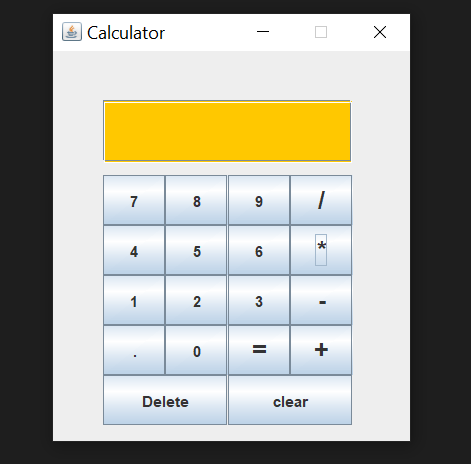 Calculator
7 8 9 /
4 5 6 *
1 2 3 -
. 0 = +
Delete clear